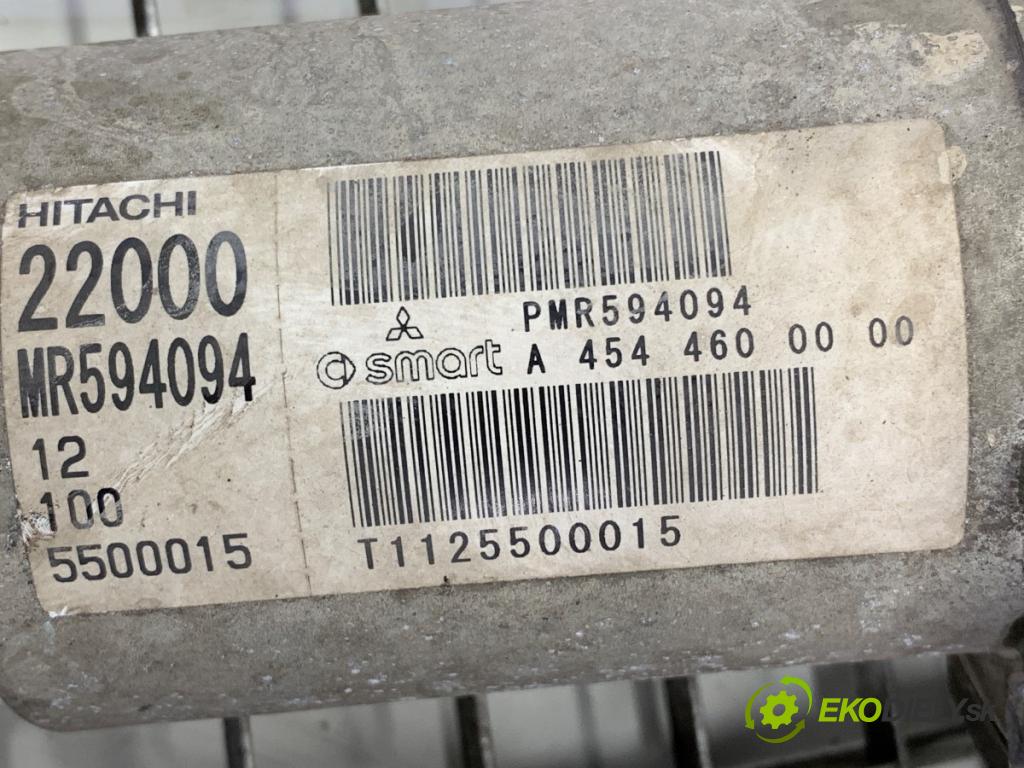 HITACHI
22000
MR594094
12
100
5500015
PMR594094
smart A 454 460 00 00
T1125500015
EKODIELY.sk